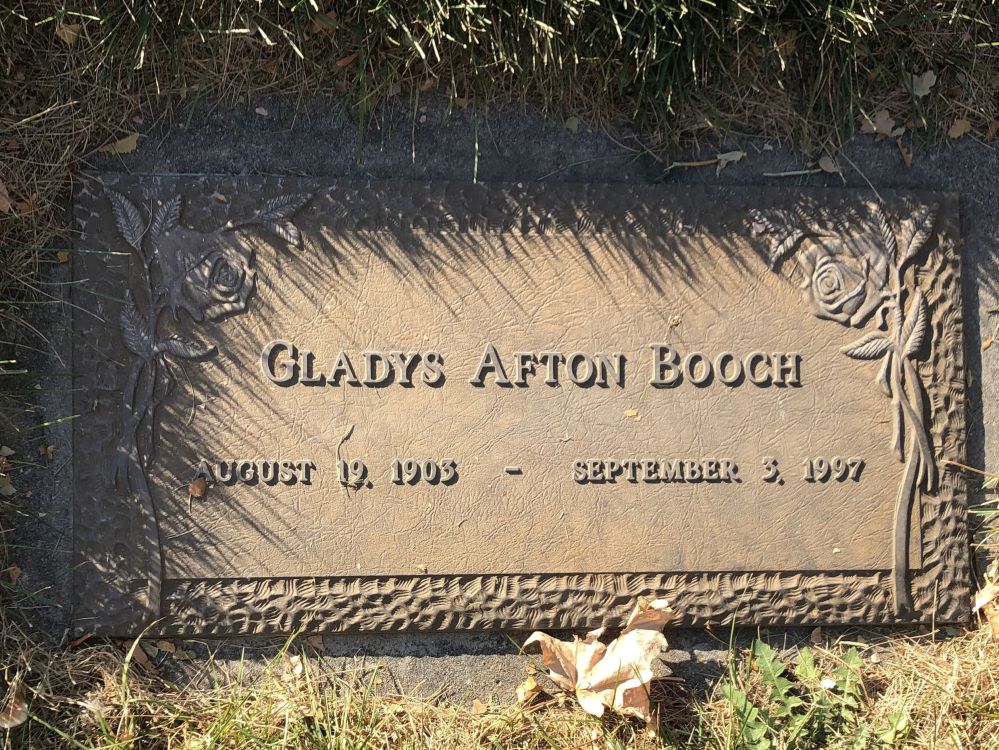 GLADYS AFTON BOOCH
AUGUST 19, 1903 - SEPTEMBER 3, 1997